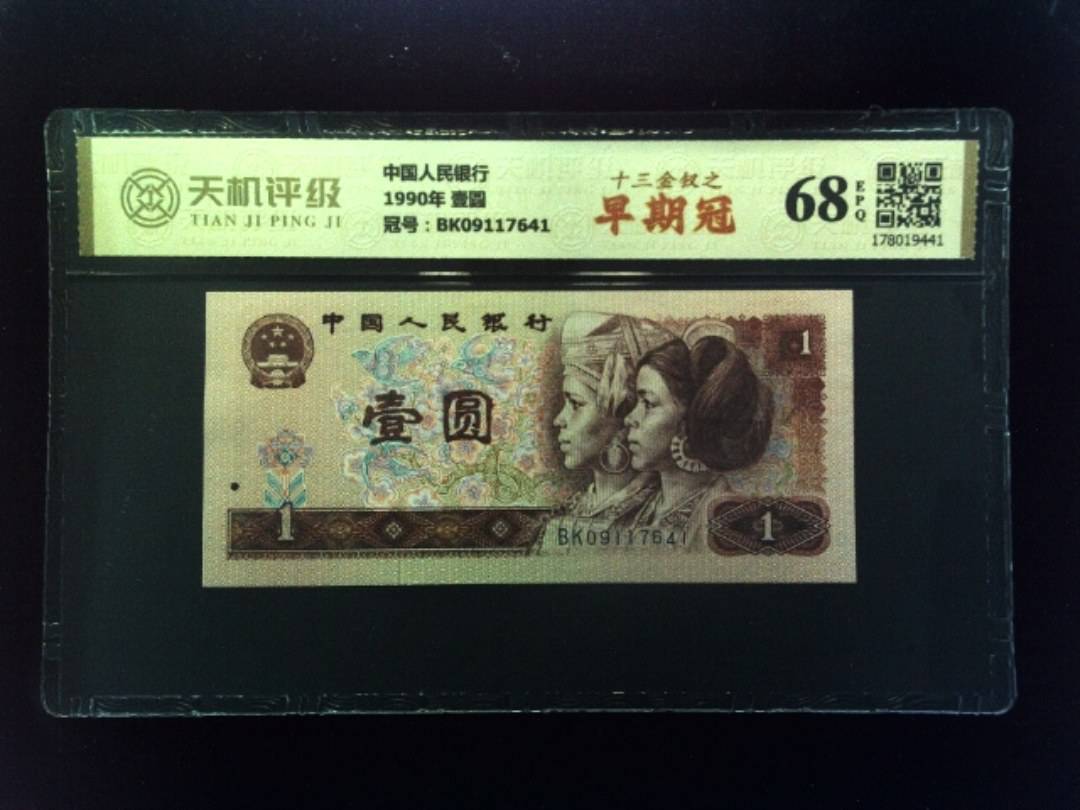 天机评级
TIAN JI PING JI
中国人民银行
1990年 壹圆
冠号：BK09117641
十三金钗之
早期冠
68
EPQ
178019441
中国人民银行
壹圆
1
1
BK09117641
1